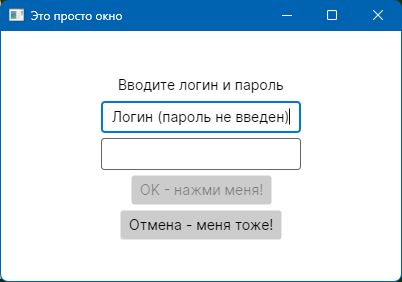 Это просто окно
Вводите логин и пароль
Логин (пароль не введен)
OK - нажми меня!
Отмена - меня тоже!